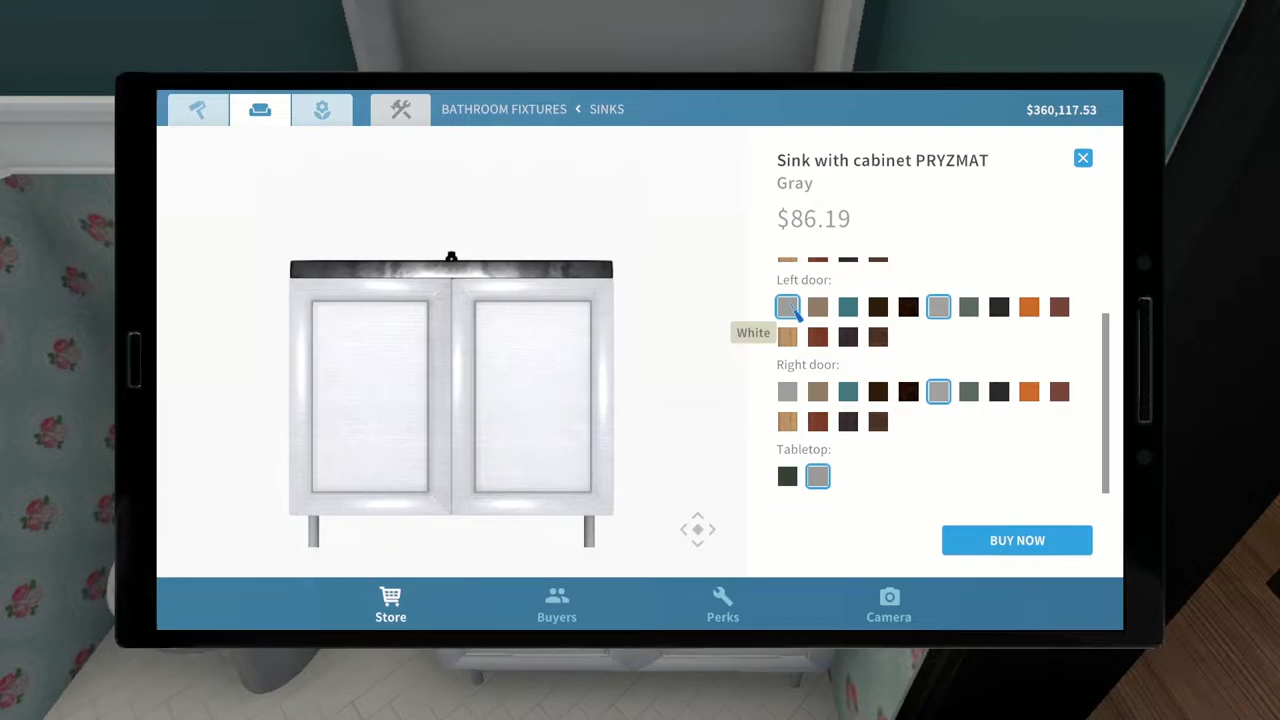 BATHROOM FIXTURES < SINKS
$360,117.53
Sink with cabinet PRYZMAT
Gray
$86.19
Left door:
White
Right door:
Tabletop:
BUY NOW
Store
Buyers
Perks
Camera